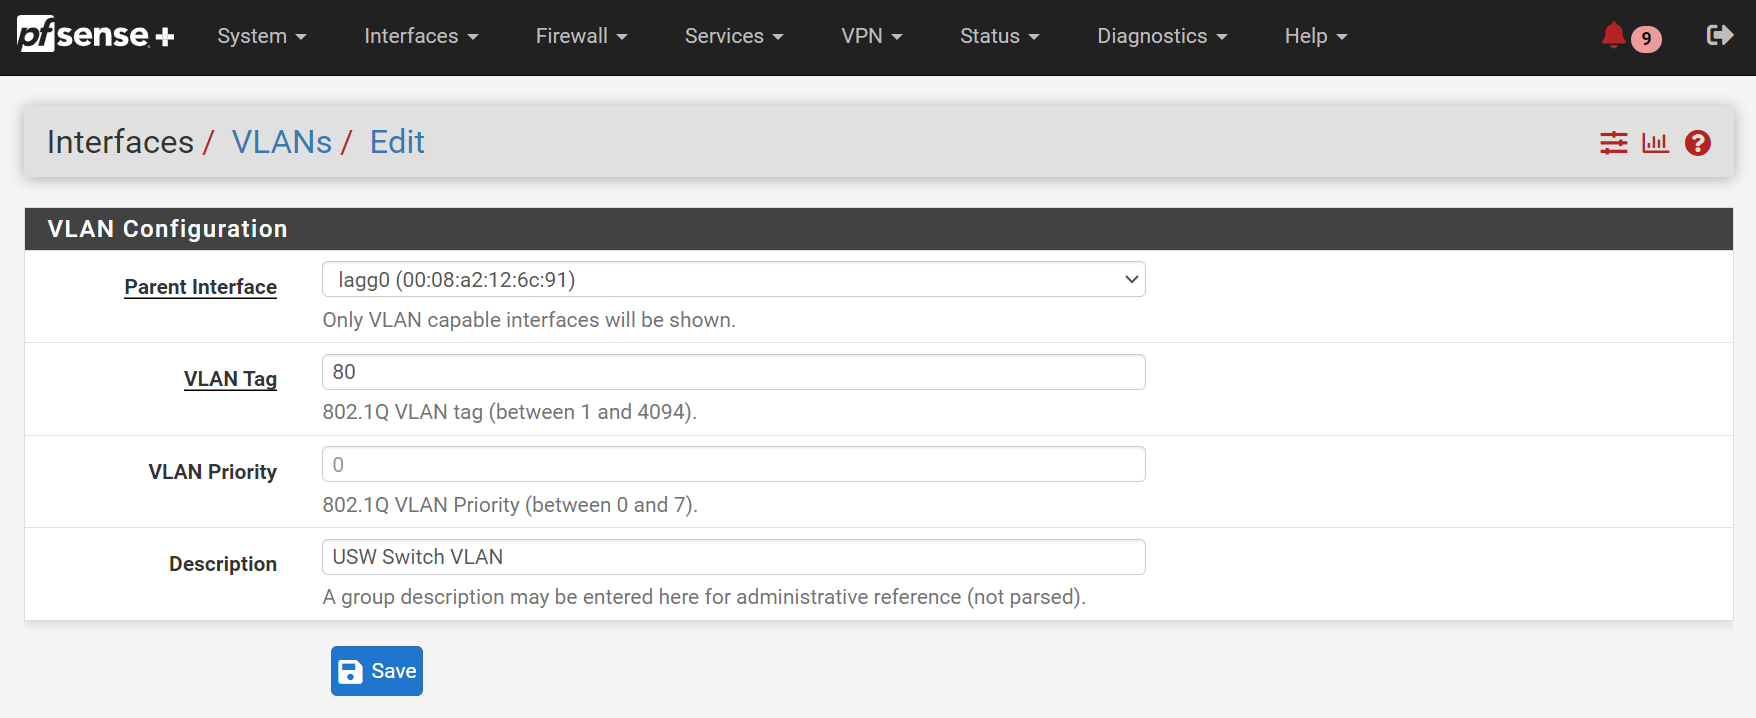 pfsense+ System Interfaces Firewall Services VPN Status Diagnostics Help 9
Interfaces / VLANs / Edit
VLAN Configuration
Parent Interface lagg0 (00:08:a2:12:6c:91)
Only VLAN capable interfaces will be shown.
VLAN Tag 80
802.1Q VLAN tag (between 1 and 4094).
VLAN Priority 0
802.1Q VLAN Priority (between 0 and 7).
Description USW Switch VLAN
A group description may be entered here for administrative reference (not parsed).
Save